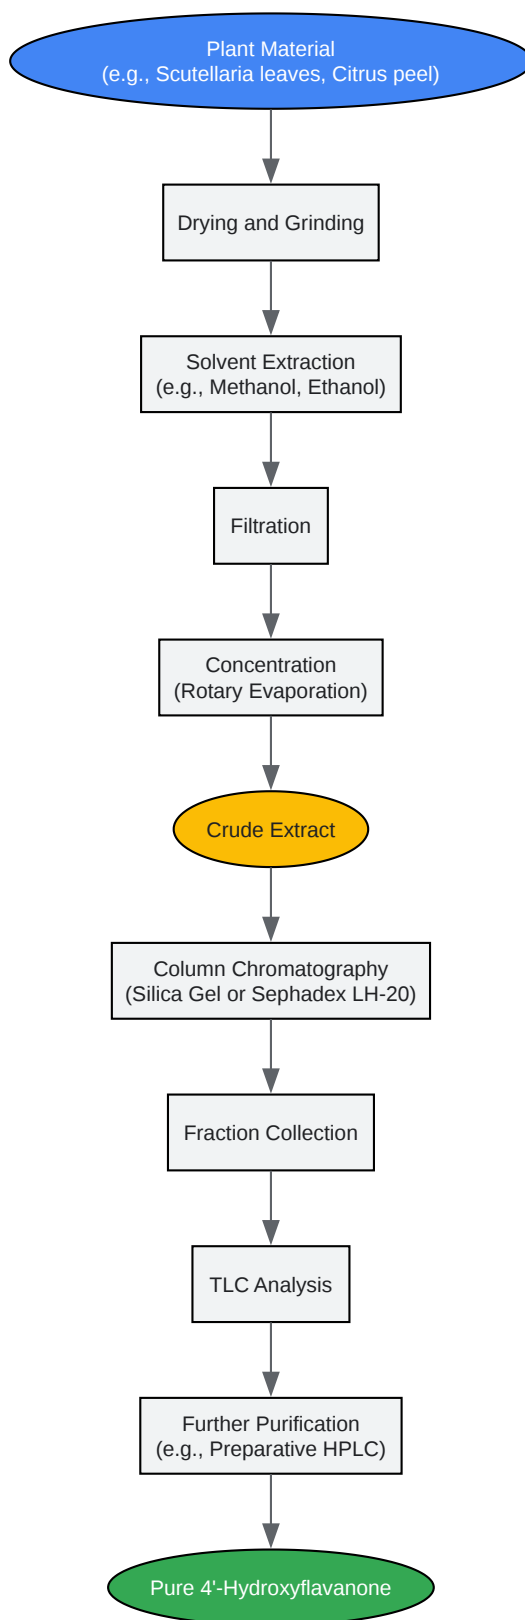 Plant Material
(e.g., Scutellaria leaves, Citrus peel)
Drying and Grinding
Solvent Extraction
(e.g., Methanol, Ethanol)
Filtration
Concentration
(Rotary Evaporation)
Crude Extract
Column Chromatography
(Silica Gel or Sephadex LH-20)
Fraction Collection
TLC Analysis
Further Purification
(e.g., Preparative HPLC)
Pure 4'-Hydroxyflavanone